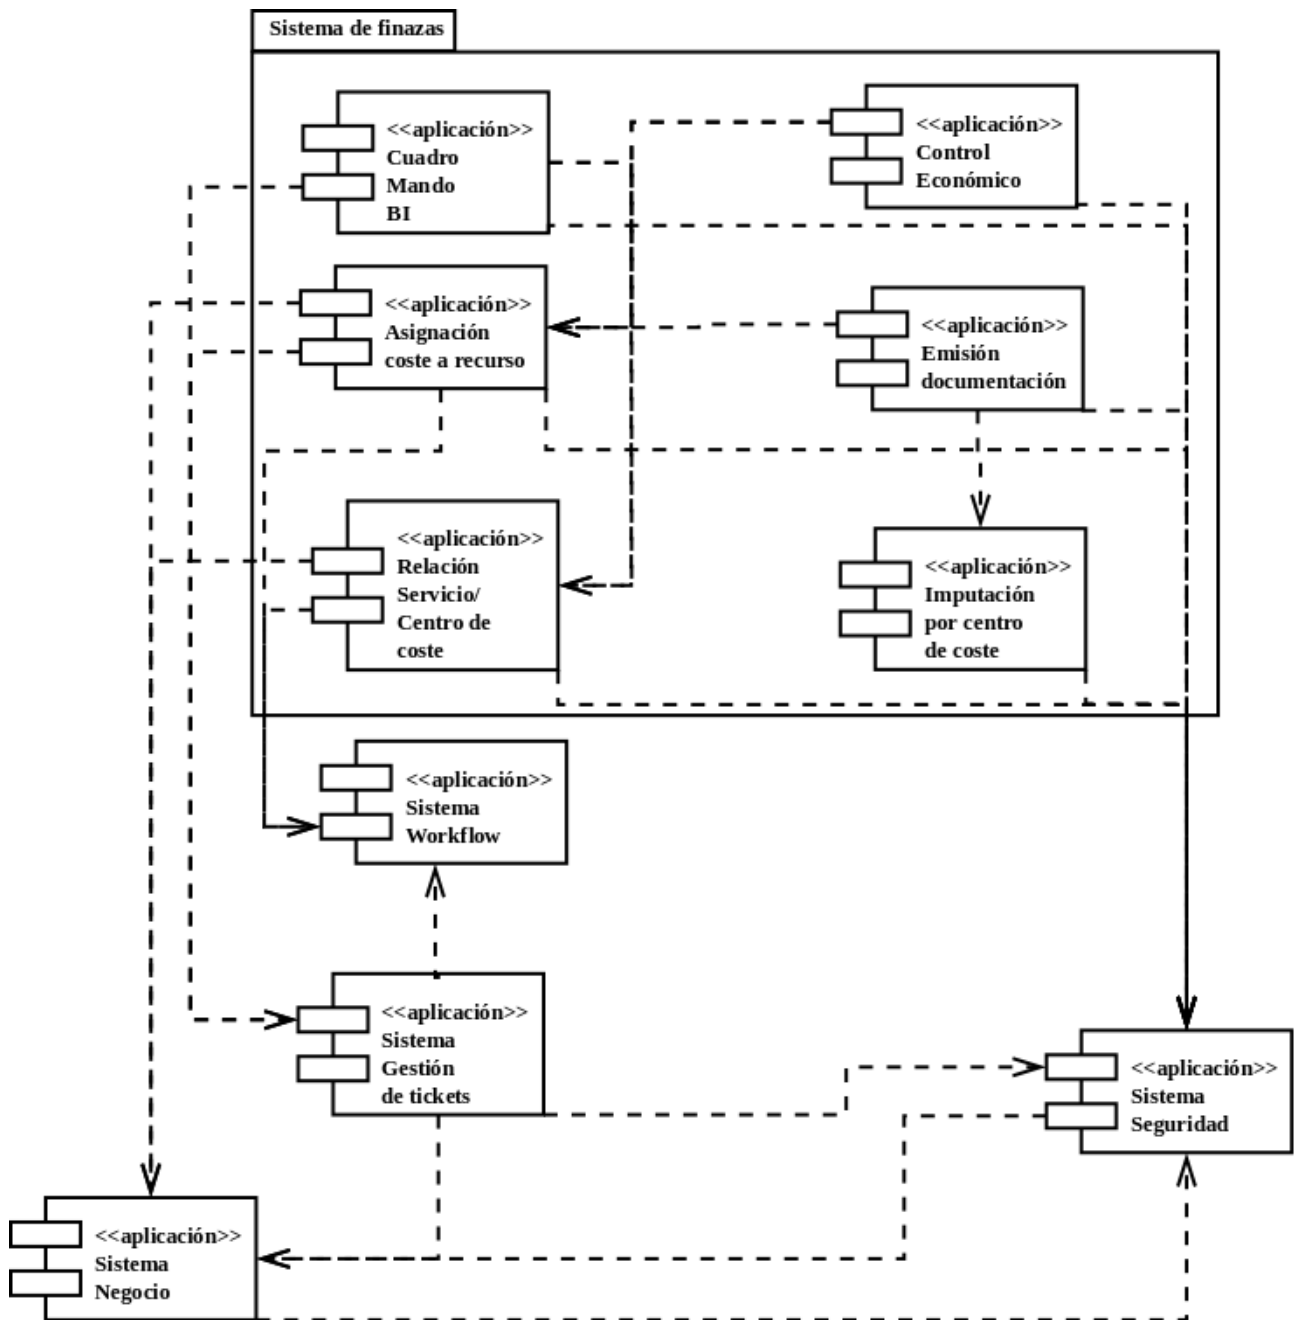 Sistema de finazas
<<aplicación>>
Cuadro
Mando
BI
<<aplicación>>
Control
Económico
<<aplicación>>
Asignación
coste a recurso
<<aplicación>>
Emisión
documentación
<<aplicación>>
Relación
Servicio/
Centro de
coste
<<aplicación>>
Imputación
por centro
de coste
<<aplicación>>
Sistema
Workflow
<<aplicación>>
Sistema
Gestión
de tickets
<<aplicación>>
Sistema
Seguridad
<<aplicación>>
Sistema
Negocio